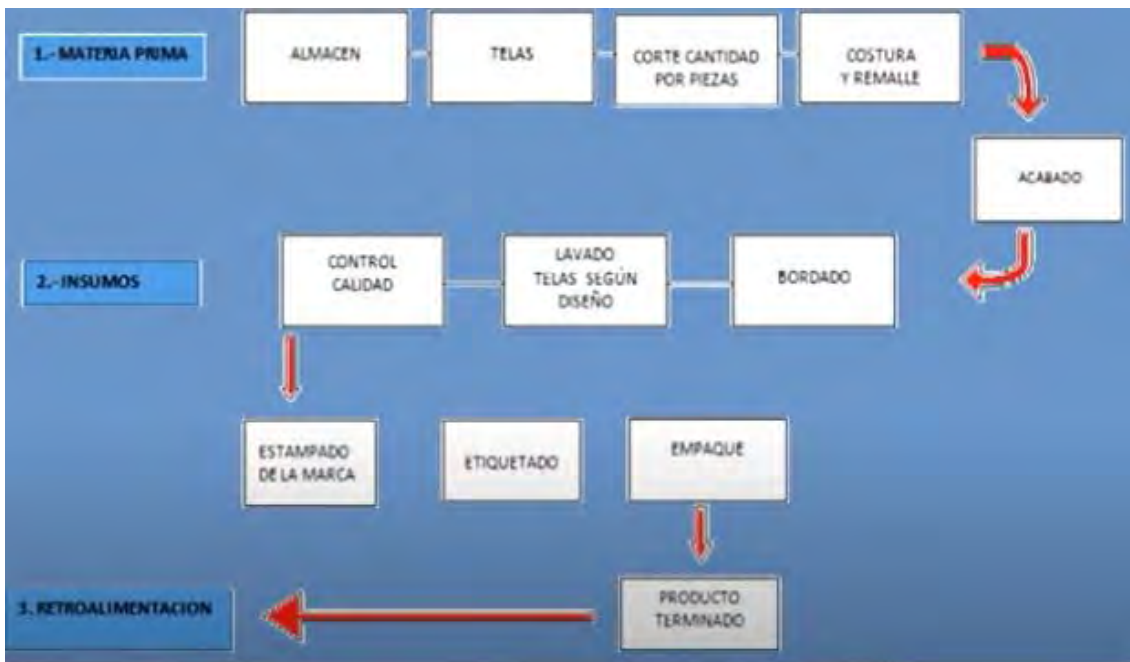 1.- MATERIA PRIMA
ALMACEN
TELAS
CORTE CANTIDAD
POR PIEZAS
COSTURA
Y REMALLE
ACABADO
2.- INSUMOS
CONTROL
CALIDAD
LAVADO
TELAS SEGÚN
DISEÑO
BORDADO
ESTAMPADO
DE LA MARCA
ETIQUETADO
EMPAQUE
3. RETROALIMENTACION
PRODUCTO
TERMINADO